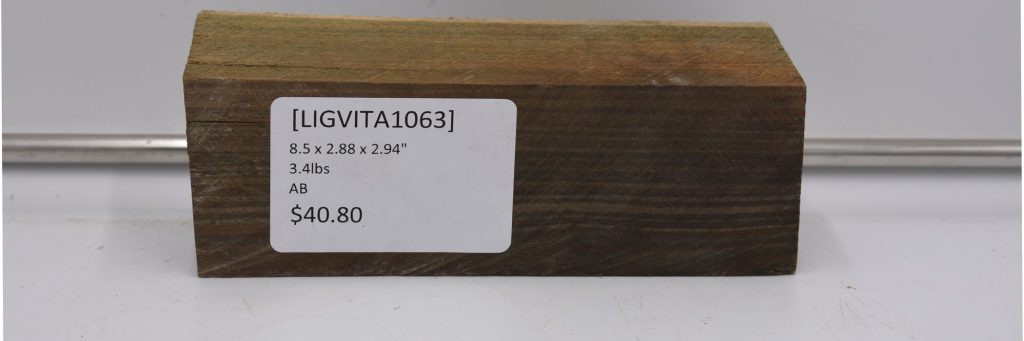 [LIGVITA1063]
8.5 x 2.88 x 2.94"
3.4lbs
AB
$40.80